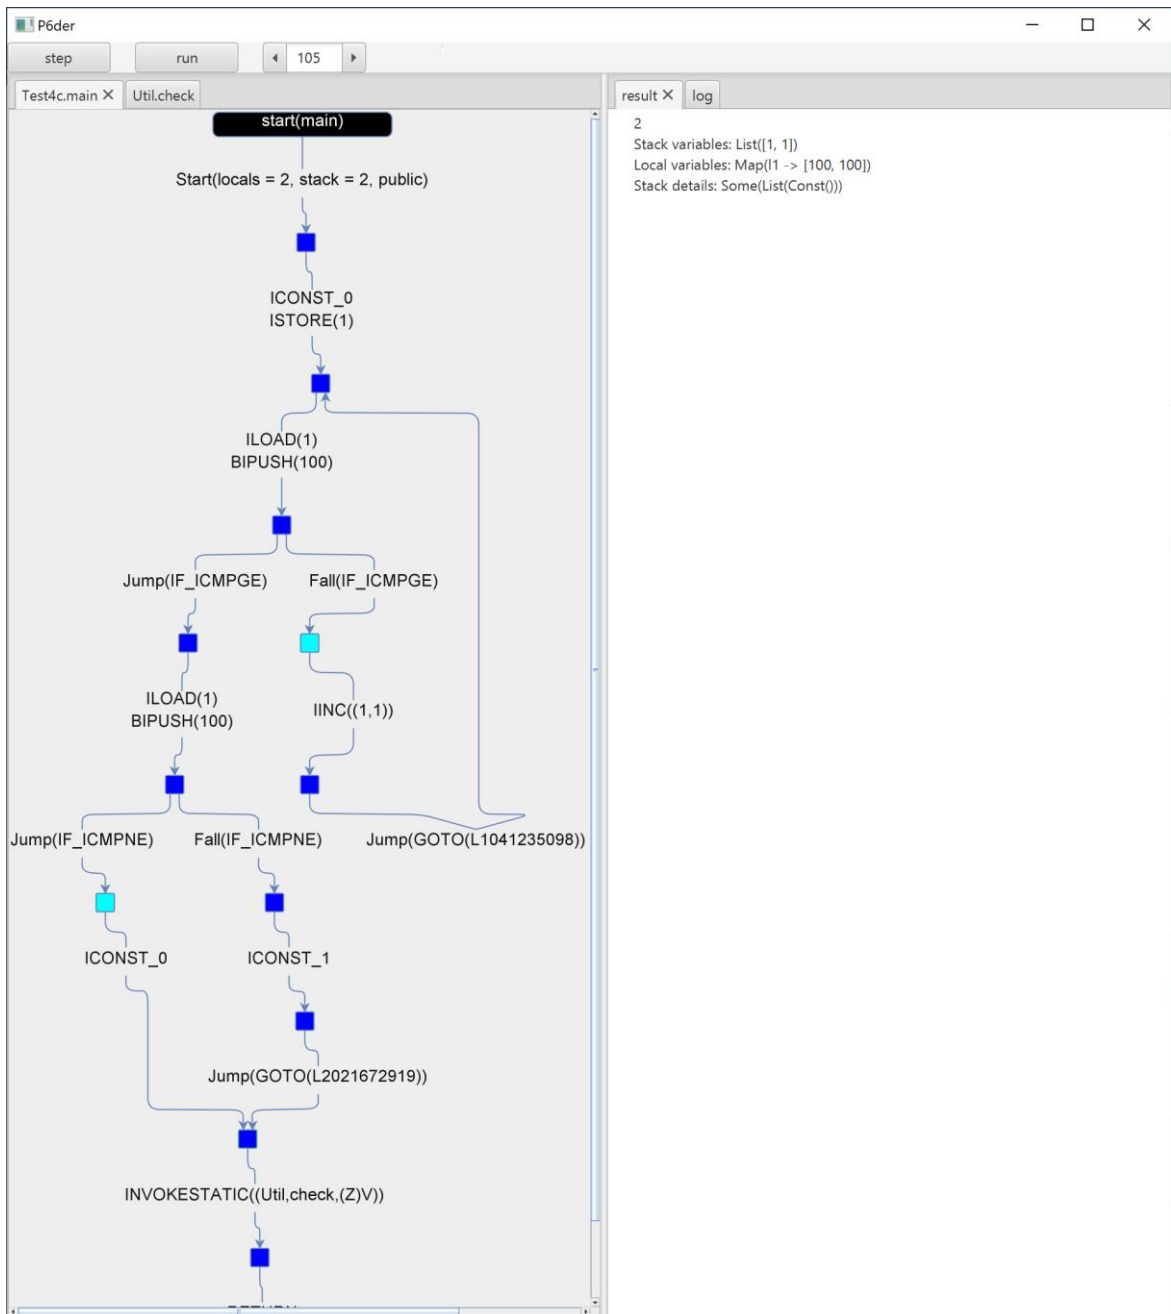 P6der
step run 105
Test4c.main Util.check
result log
start(main)
Start(locals = 2, stack = 2, public)
ICONST_0
ISTORE(1)
ILOAD(1)
BIPUSH(100)
Jump(IF_ICMPGE) Fall(IF_ICMPGE)
ILOAD(1)
BIPUSH(100)
IINC((1,1))
Jump(IF_ICMPNE) Fall(IF_ICMPNE) Jump(GOTO(L1041235098))
ICONST_0 ICONST_1
Jump(GOTO(L2021672919))
INVOKESTATIC((Util,check,(Z)V))
2
Stack variables: List([1, 1])
Local variables: Map(l1 -> [100, 100])
Stack details: Some(List(Const()))